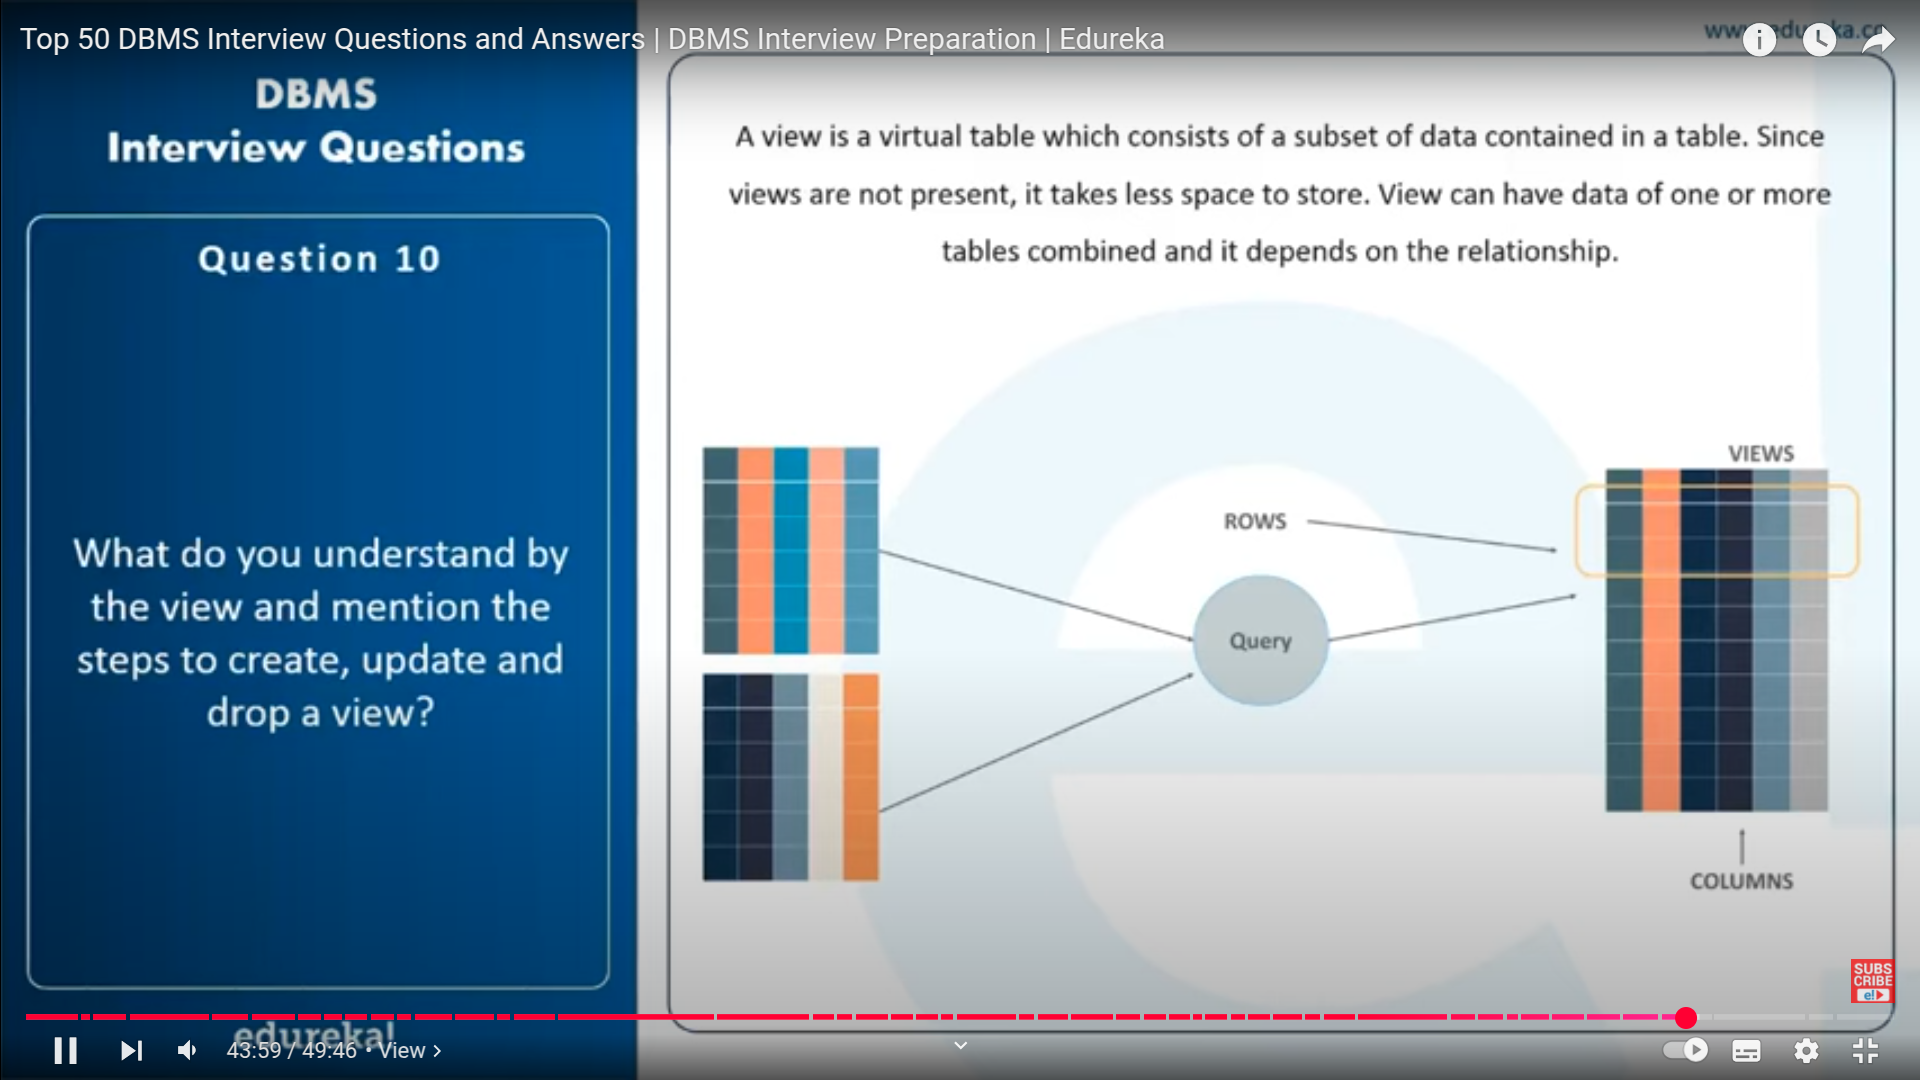 Top 50 DBMS Interview Questions and Answers | DBMS Interview Preparation | Edureka
DBMS
Interview Questions
Question 10
What do you understand by
the view and mention the
steps to create, update and
drop a view?
A view is a virtual table which consists of a subset of data contained in a table. Since
views are not present, it takes less space to store. View can have data of one or more
tables combined and it depends on the relationship.
VIEWS
ROWS
Query
COLUMNS
SUBS
CRIBE
e!
edureka!
43:59 / 49:46 • View